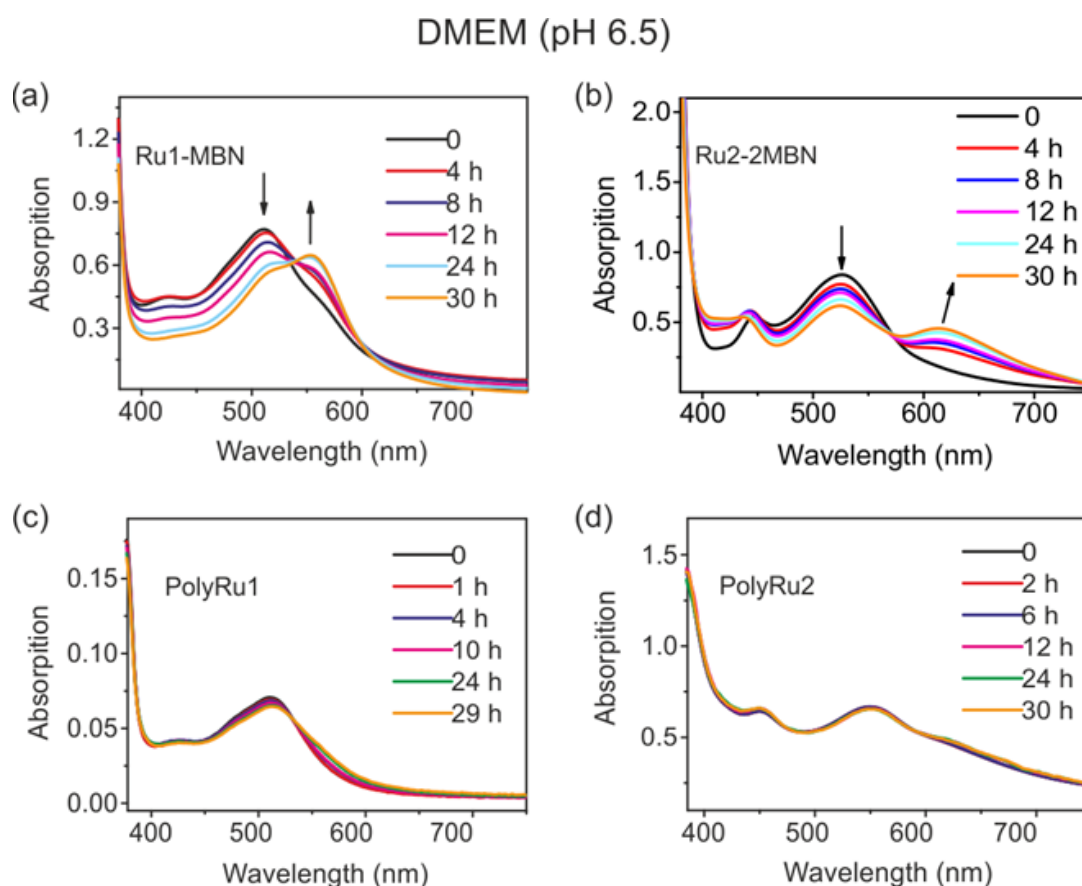 DMEM (pH 6.5)
(a)
Ru1-MBN
0
4 h
8 h
12 h
24 h
30 h
1.2
0.9
0.6
0.3
Absorpition
400
500
600
700
Wavelength (nm)
(b)
Ru2-2MBN
0
4 h
8 h
12 h
24 h
30 h
2.0
1.5
1.0
0.5
Absorpition
400
500
600
700
Wavelength (nm)
(c)
PolyRu1
0
1 h
4 h
10 h
24 h
29 h
0.15
0.10
0.05
0.00
Absorpition
400
500
600
700
Wavelength (nm)
(d)
PolyRu2
0
2 h
6 h
12 h
24 h
30 h
1.5
1.0
0.5
Absorpition
400
500
600
700
Wavelength (nm)